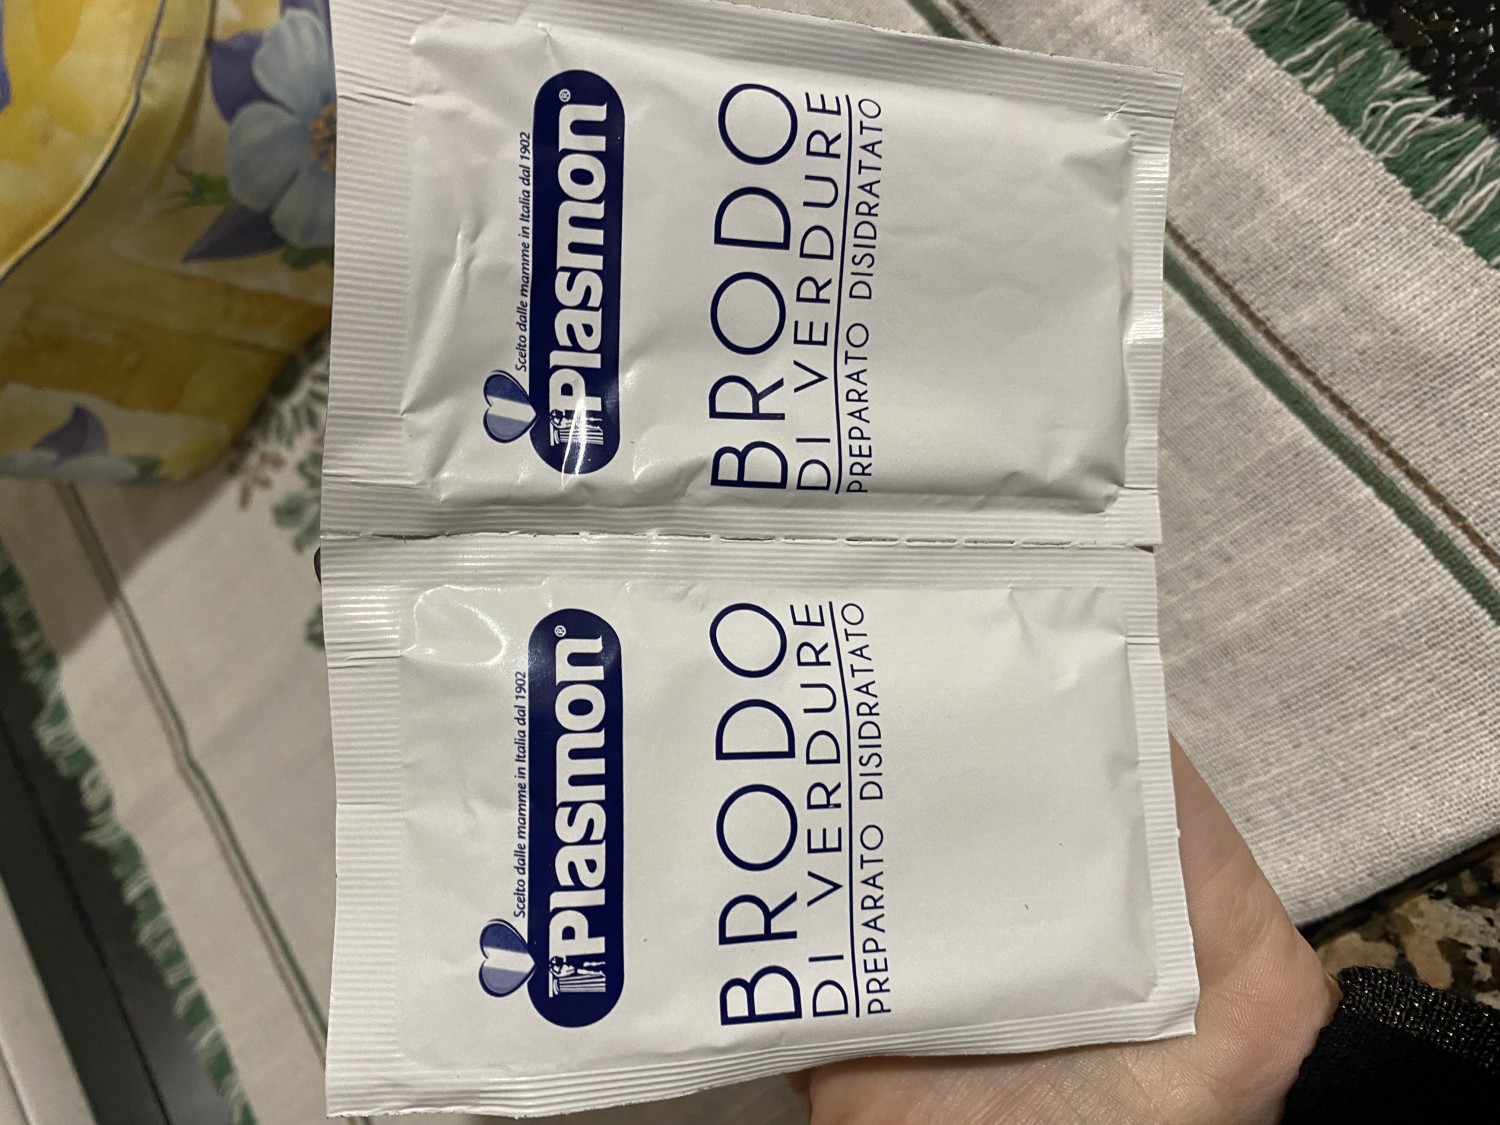 Scelto dalle mamme in Italia dal 1902
Plasmon®
BRODO
DI VERDURE
PREPARATO DISIDRATATO
Scelto dalle mamme in Italia dal 1902
Plasmon®
BRODO
DI VERDURE
PREPARATO DISIDRATATO